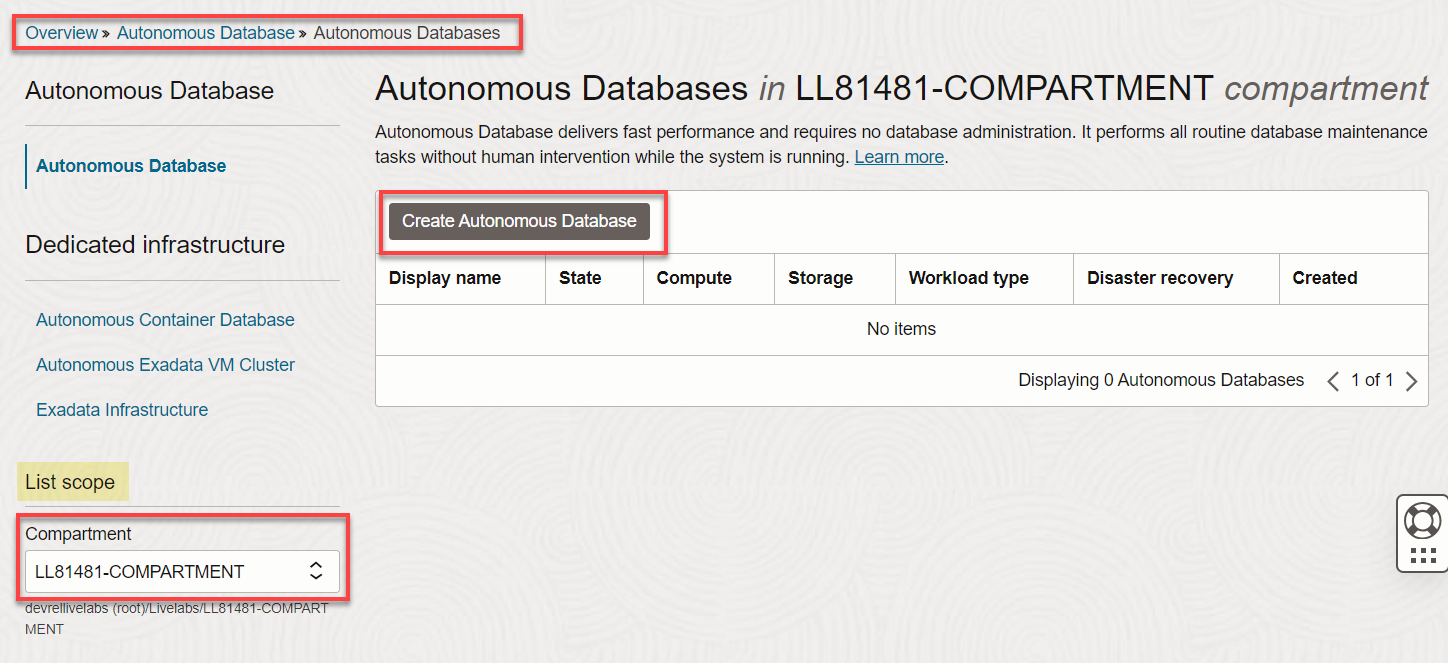 Overview » Autonomous Database » Autonomous Databases
Autonomous Database
Autonomous Database
Dedicated infrastructure
Autonomous Container Database
Autonomous Exadata VM Cluster
Exadata Infrastructure
List scope
Compartment
LL81481-COMPARTMENT
devrellivelabs (root)/Livelabs/LL81481-COMPART
MENT
Autonomous Databases in LL81481-COMPARTMENT compartment
Autonomous Database delivers fast performance and requires no database administration. It performs all routine database maintenance
tasks without human intervention while the system is running. Learn more.
Create Autonomous Database
Display name State Compute Storage Workload type Disaster recovery Created
No items
Displaying 0 Autonomous Databases 1 of 1